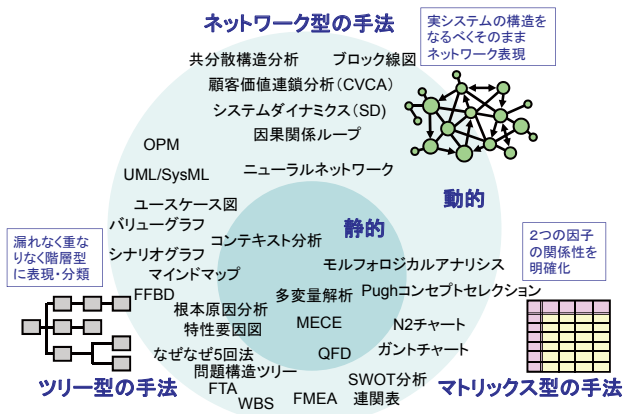 ネットワーク型の手法
実システムの構造を
なるべくそのまま
ネットワーク表現
共分散構造分析
ブロック線図
顧客価値連鎖分析(CVCA)
システムダイナミクス(SD)
因果関係ループ
OPM
UML/SysML
ニューラルネットワーク
ユースケース図
バリューグラフ
動的
静的
漏れなく重な
りなく階層型
に表現・分類
コンテキスト分析
2つの因子
の関係性を
明確化
シナリオグラフ
マインドマップ
モルフォロジカルアナリシス
FFBD
多変量解析
Pughコンセプトセレクション
根本原因分析
特性要因図
MECE
N2チャート
なぜなぜ5回法
QFD
ガントチャート
問題構造ツリー
ツリー型の手法
SWOT分析
マトリックス型の手法
FTA
WBS
FMEA
連関表